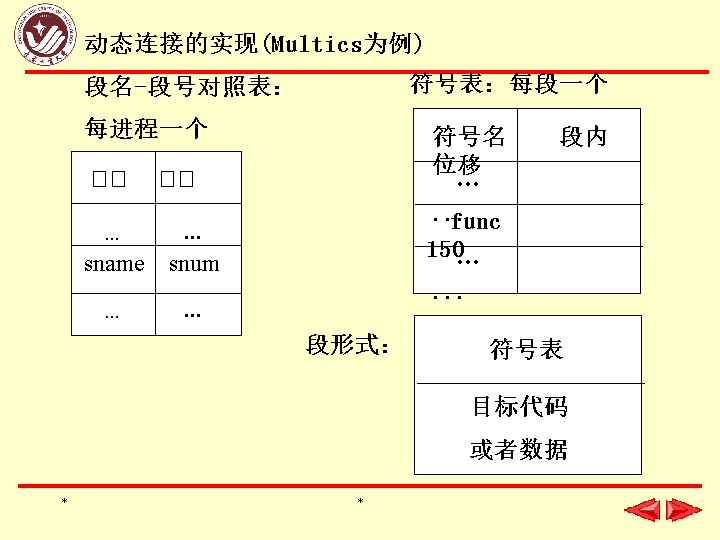 动态连接的实现(Multics为例)
段名-段号对照表：
每进程一个
□□ □□
... ...
sname snum
... ...
符号表：每段一个
符号名 段内
位移
...
..func
150
...
...
段形式：
符号表
目标代码
或者数据
* *